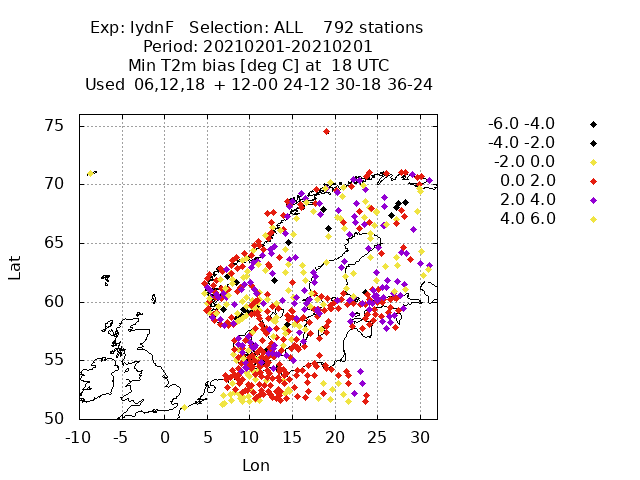 Exp: IydnF   Selection: ALL    792 stations
Period: 20210201-20210201
Min T2m bias [deg C] at  18 UTC
Used  06,12,18  + 12-00 24-12 30-18 36-24
-6.0 -4.0
-4.0 -2.0
-2.0 0.0
0.0 2.0
2.0 4.0
4.0 6.0
75
70
65
60
55
50
Lat
-10 -5 0 5 10 15 20 25 30
Lon